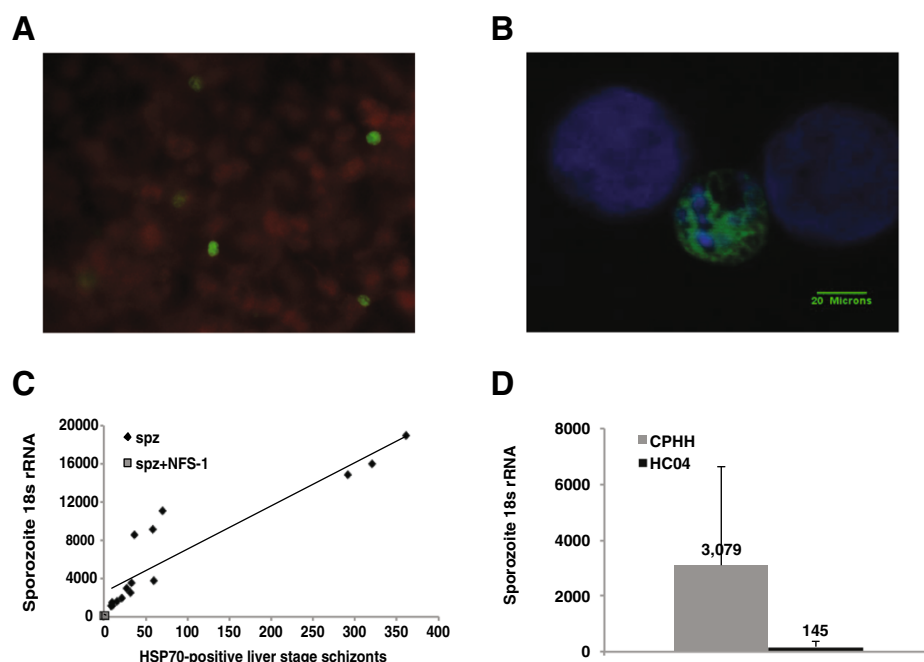 A
B
20 Microns
C
D
Sporozoite 18s rRNA
20000
16000
12000
8000
4000
0
spz
spz+NFS-1
0 50 100 150 200 250 300 350 400
HSP70-positive liver stage schizonts
Sporozoite 18s rRNA
8000
6000
4000
2000
0
CPHH
HC04
3,079
145